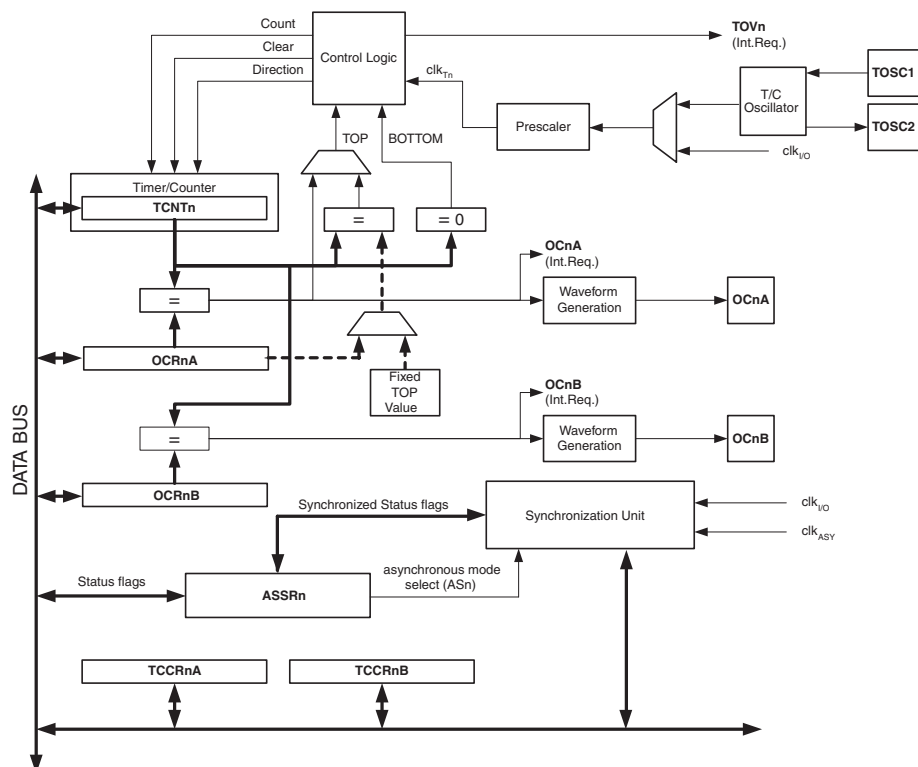 Count
Clear
Direction
Control Logic
TOVn
(Int.Req.)
clkTn
TOSC1
T/C
Oscillator
TOSC2
Prescaler
clkI/O
TOP
BOTTOM
Timer/Counter
TCNTn
=
= 0
OCnA
(Int.Req.)
=
Waveform
Generation
OCnA
OCRnA
Fixed
TOP
Value
OCnB
(Int.Req.)
=
Waveform
Generation
OCnB
DATA BUS
OCRnB
Synchronized Status flags
Synchronization Unit
clkI/O
clkASY
Status flags
ASSRn
asynchronous mode
select (ASn)
TCCRnA
TCCRnB